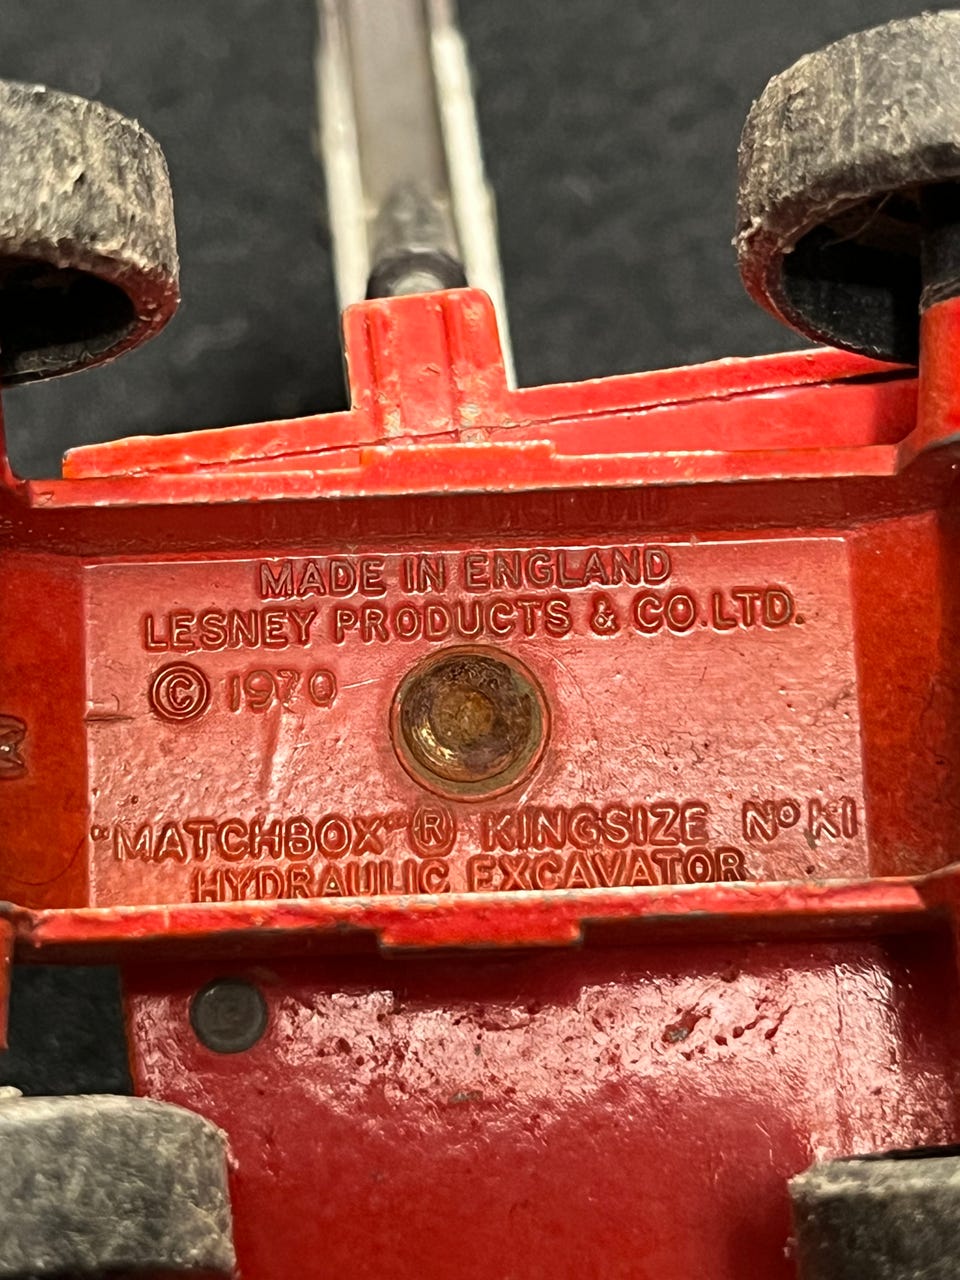 MADE IN ENGLAND
LESNEY PRODUCTS & CO.LTD.
© 1970
"MATCHBOX"® KINGSIZE Nº K1
HYDRAULIC EXCAVATOR